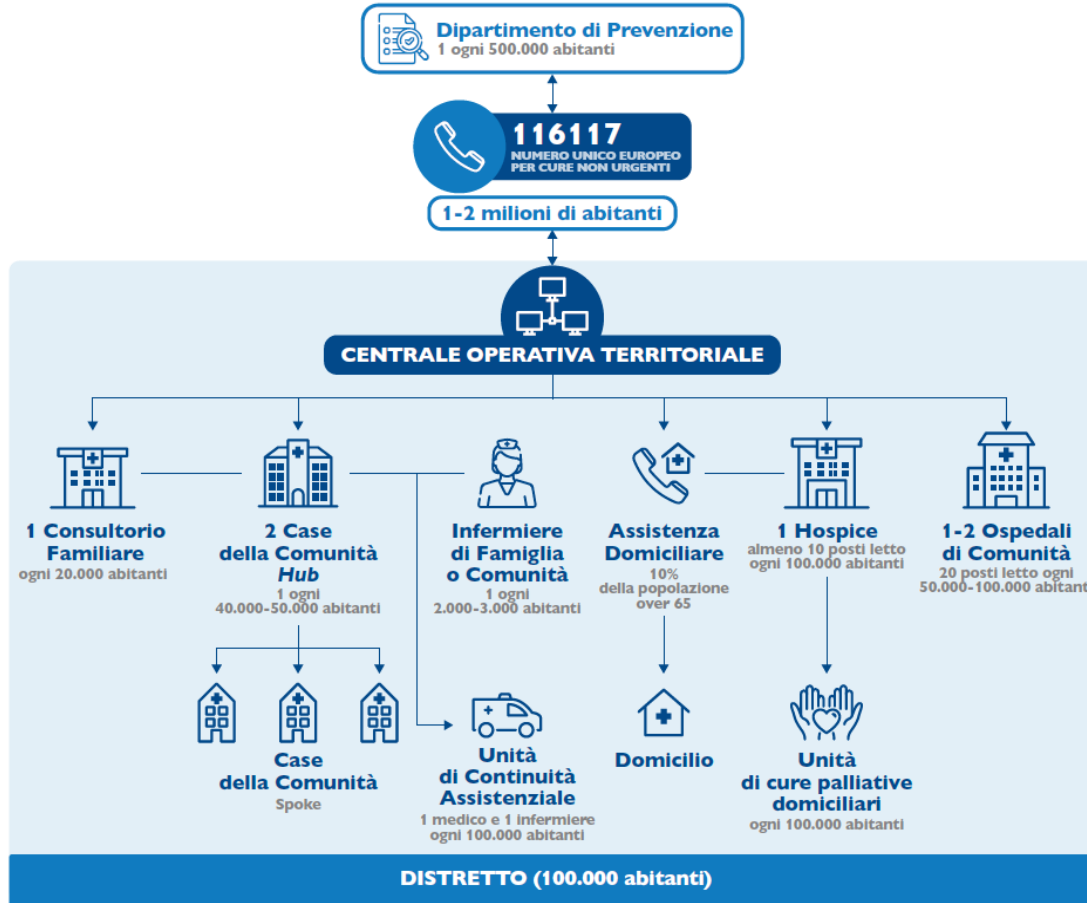 Dipartimento di Prevenzione
1 ogni 500.000 abitanti
116117
NUMERO UNICO EUROPEO
PER CURE NON URGENTI
1-2 milioni di abitanti
CENTRALE OPERATIVA TERRITORIALE
1 Consultorio
Familiare
ogni 20.000 abitanti
2 Case
della Comunità
Hub
1 ogni
40.000-50.000 abitanti
Infermiere
di Famiglia
o Comunità
1 ogni
2.000-3.000 abitanti
Assistenza
Domiciliare
10%
della popolazione
over 65
1 Hospice
almeno 10 posti letto
ogni 100.000 abitanti
1-2 Ospedali
di Comunità
20 posti letto ogni
50.000-100.000 abitant
Case
della Comunità
Spoke
Unità
di Continuità
Assistenziale
1 medico e 1 infermiere
ogni 100.000 abitanti
Domicilio
Unità
di cure palliative
domiciliari
ogni 100.000 abitanti
DISTRETTO (100.000 abitanti)